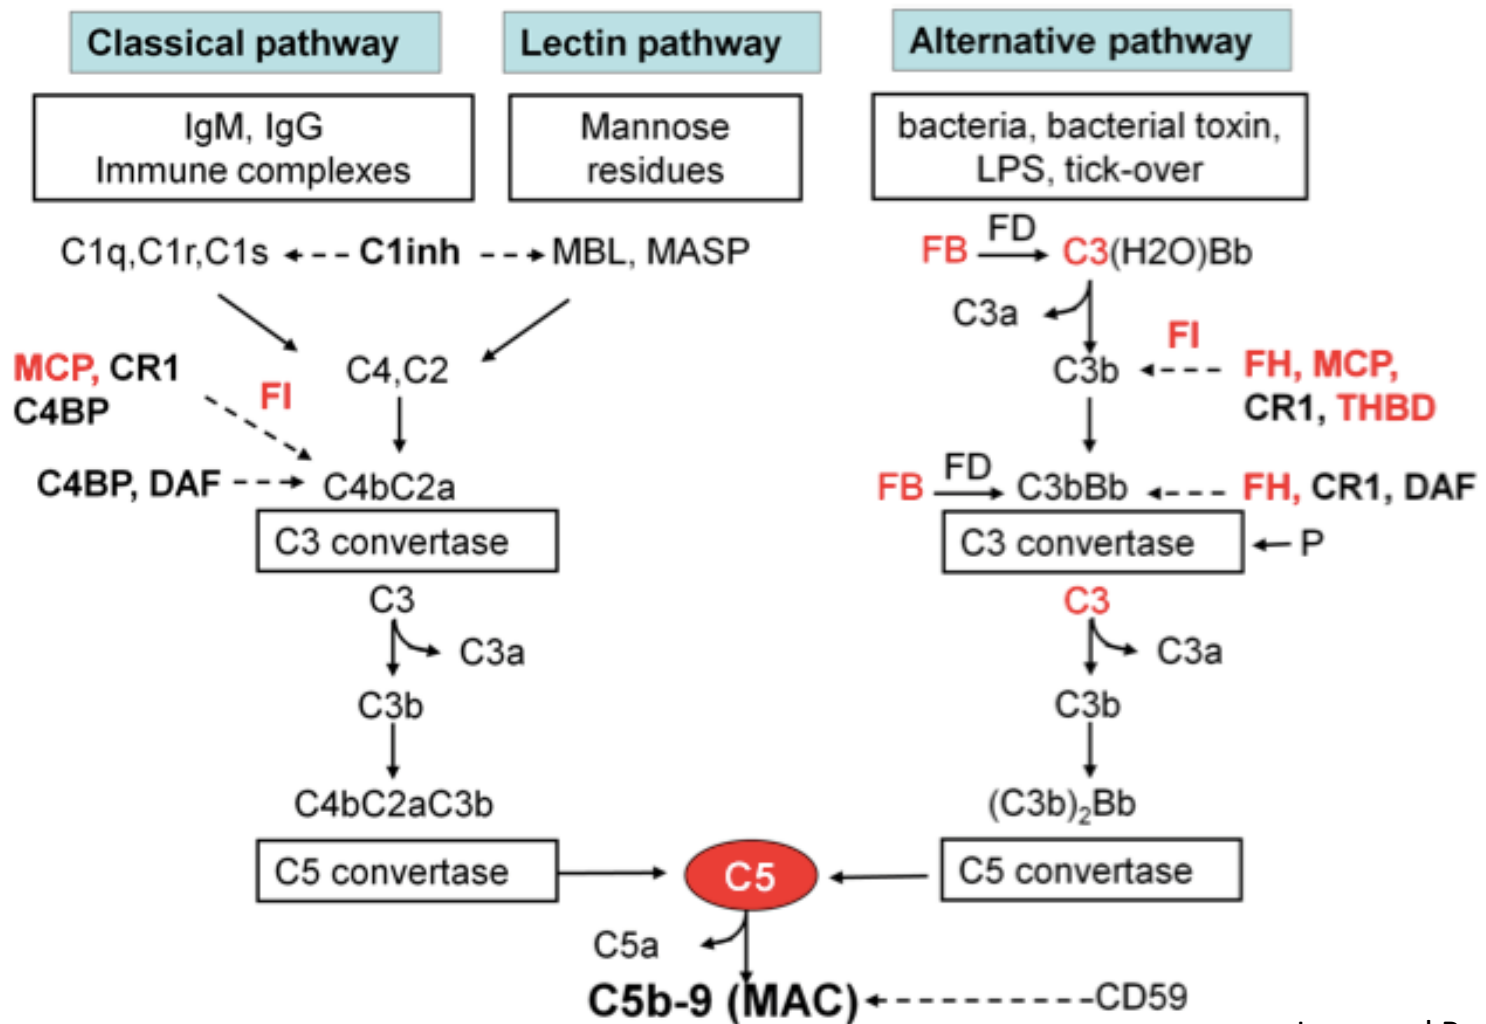 Classical pathway
Lectin pathway
Alternative pathway
IgM, IgG
Immune complexes
Mannose
residues
bacteria, bacterial toxin,
LPS, tick-over
C1q,C1r,C1s
C1inh
MBL, MASP
FB
FD
C3(H2O)Bb
C3a
MCP, CR1
C4BP
FI
C4,C2
C3b
FI
FH, MCP,
CR1, THBD
C4BP, DAF
C4bC2a
FB
FD
C3bBb
FH, CR1, DAF
C3 convertase
C3 convertase
P
C3
C3a
C3
C3a
C3b
C3b
C4bC2aC3b
(C3b)₂Bb
C5 convertase
C5
C5 convertase
C5a
C5b-9 (MAC)
CD59